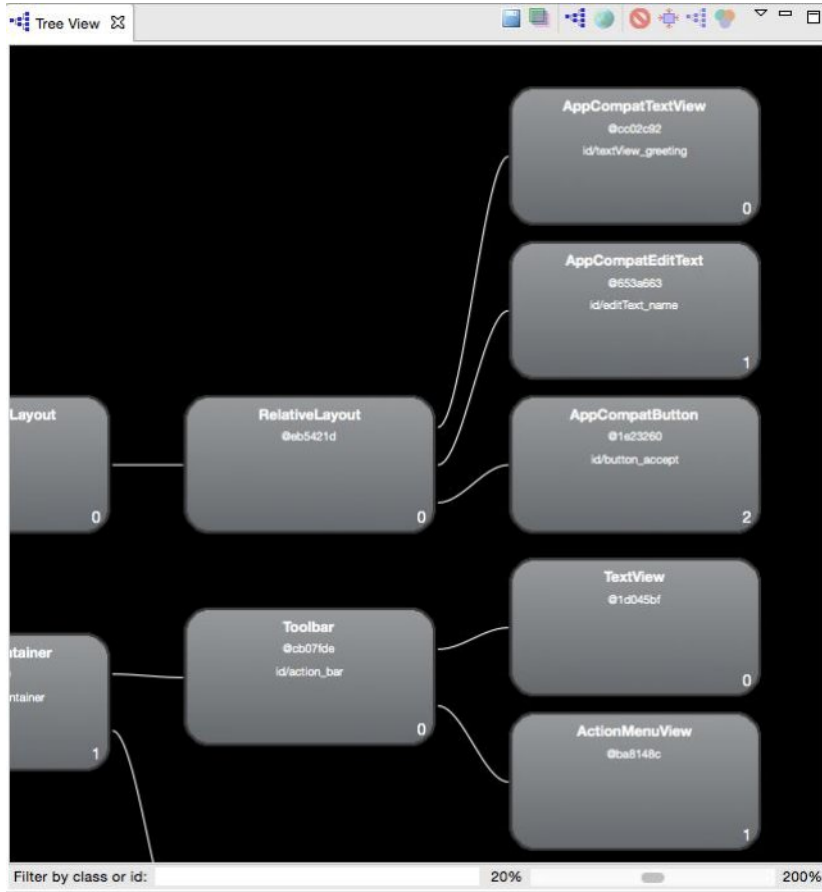 Tree View
AppCompatTextView
@cc02c92
id/textView_greeting
0
AppCompatEditText
@653a663
id/editText_name
1
Layout
0
RelativeLayout
@eb5421d
0
AppCompatButton
@1e23260
id/button_accept
2
TextView
@1d045bf
0
Toolbar
@cb07fde
id/action_bar
0
ntainer
ontainer
1
ActionMenuView
@ba8148c
1
Filter by class or id:
20%
200%